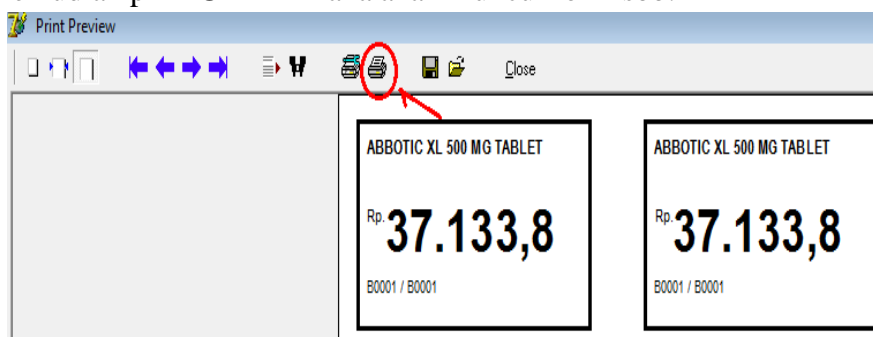 Print Preview
Close
ABBOTIC XL 500 MG TABLET
Rp. 37.133,8
B0001 / B0001
ABBOTIC XL 500 MG TABLET
Rp. 37.133,8
B0001 / B0001